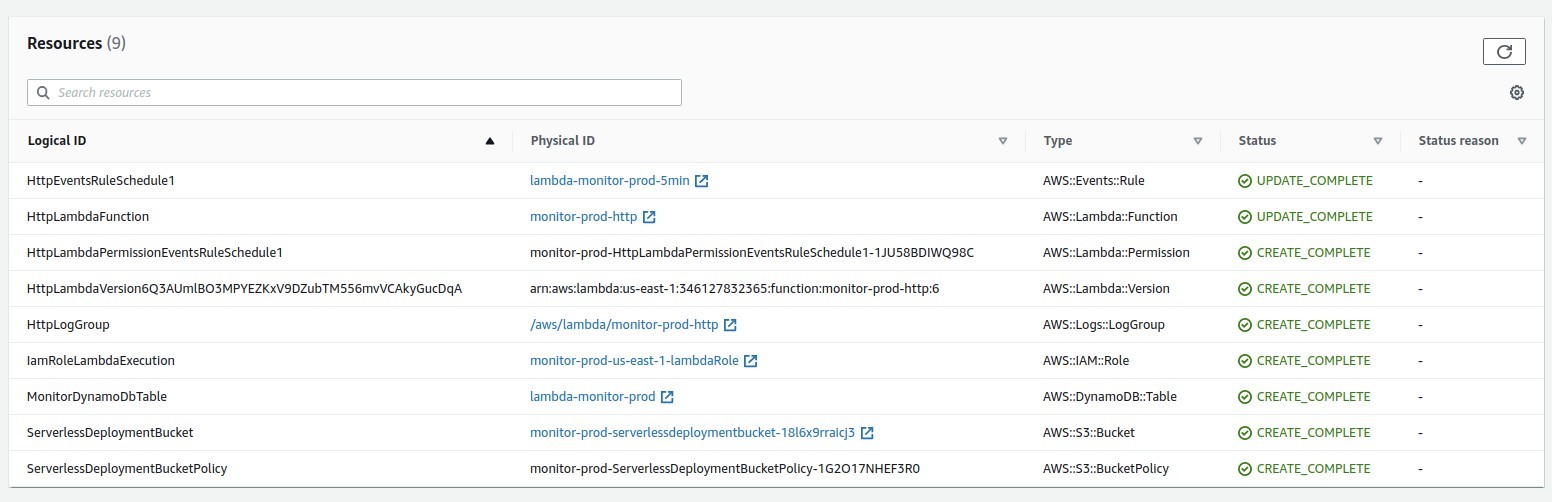 Resources (9)
Search resources
Logical ID Physical ID Type Status Status reason
HttpEventsRuleSchedule1 lambda-monitor-prod-5min AWS::Events::Rule UPDATE_COMPLETE -
HttpLambdaFunction monitor-prod-http AWS::Lambda::Function UPDATE_COMPLETE -
HttpLambdaPermissionEventsRuleSchedule1 monitor-prod-HttpLambdaPermissionEventsRuleSchedule1-1JU58BDIWQ98C AWS::Lambda::Permission CREATE_COMPLETE -
HttpLambdaVersion6Q3AUmlBO3MPYEZKxV9DZubTM556mvVCAkyGucDqA arn:aws:lambda:us-east-1:346127832365:function:monitor-prod-http:6 AWS::Lambda::Version CREATE_COMPLETE -
HttpLogGroup /aws/lambda/monitor-prod-http AWS::Logs::LogGroup CREATE_COMPLETE -
IamRoleLambdaExecution monitor-prod-us-east-1-lambdaRole AWS::IAM::Role CREATE_COMPLETE -
MonitorDynamoDbTable lambda-monitor-prod AWS::DynamoDB::Table CREATE_COMPLETE -
ServerlessDeploymentBucket monitor-prod-serverlessdeploymentbucket-18l6x9rraicj3 AWS::S3::Bucket CREATE_COMPLETE -
ServerlessDeploymentBucketPolicy monitor-prod-ServerlessDeploymentBucketPolicy-1G2O17NHEF3R0 AWS::S3::BucketPolicy CREATE_COMPLETE -